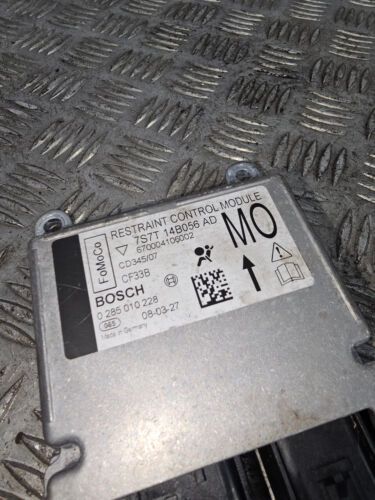 FoMoCo
RESTRAINT CONTROL MODULE
7S7T 14B056 AD
670004106002
CD345/07
CF33B
MO
BOSCH
0 285 010 228
08-03-27
565
Made in Germany